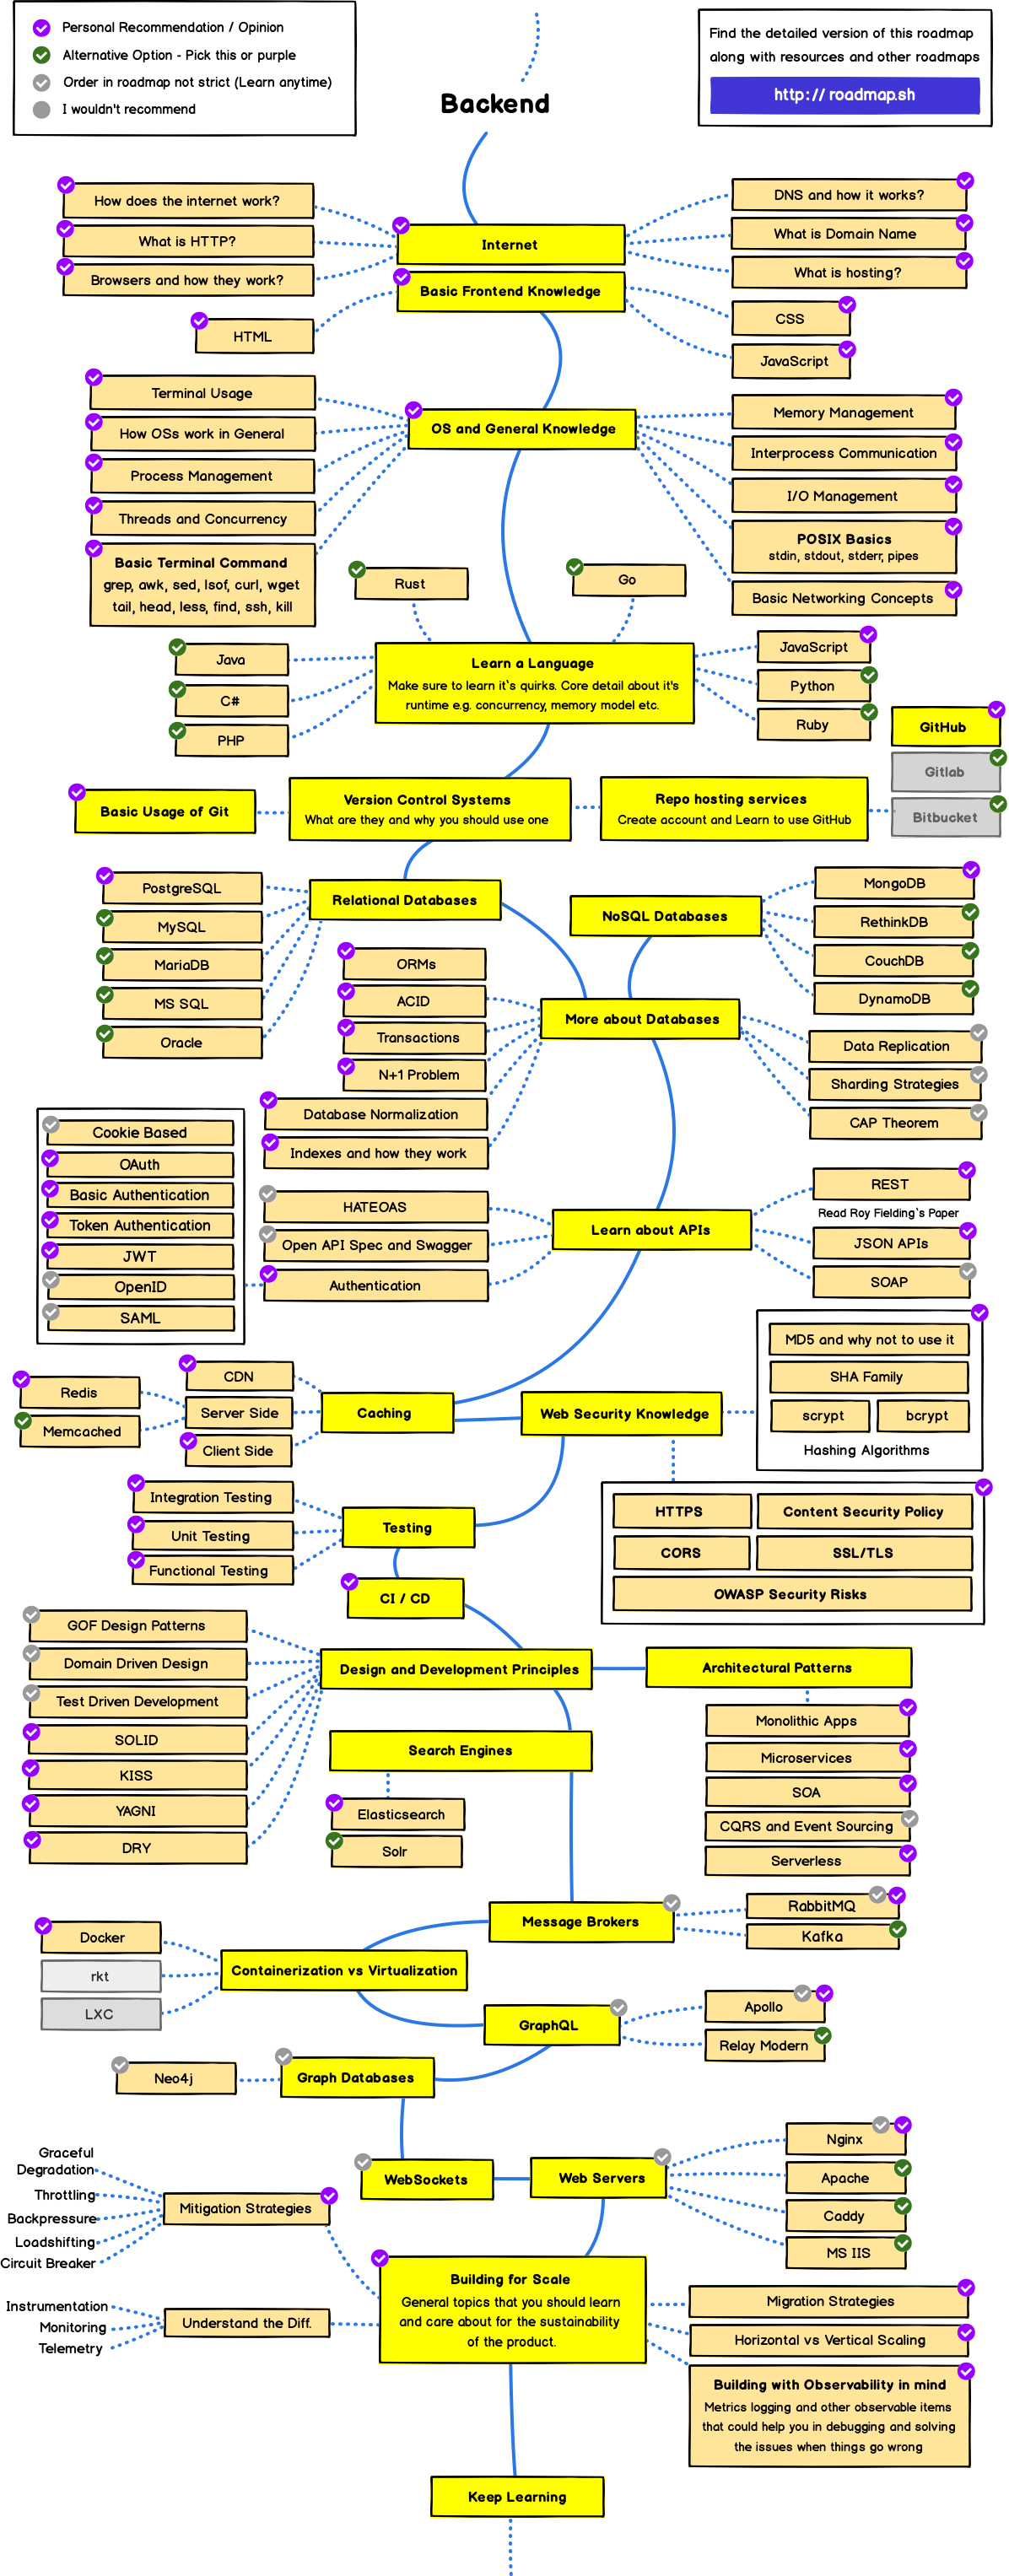 Personal Recommendation / Opinion
Alternative Option - Pick this or purple
Order in roadmap not strict (Learn anytime)
I wouldn't recommend
Find the detailed version of this roadmap
along with resources and other roadmaps
http://roadmap.sh
Backend
How does the internet work?
What is HTTP?
Browsers and how they work?
Internet
DNS and how it works?
What is Domain Name
What is hosting?
Basic Frontend Knowledge
HTML
CSS
JavaScript
Terminal Usage
How OSs work in General
Process Management
Threads and Concurrency
Basic Terminal Command
grep, awk, sed, lsof, curl, wget
tail, head, less, find, ssh, kill
OS and General Knowledge
Memory Management
Interprocess Communication
I/O Management
POSIX Basics
stdin, stdout, stderr, pipes
Basic Networking Concepts
Rust
Go
Java
C#
PHP
Learn a Language
Make sure to learn it`s quirks. Core detail about it's
runtime e.g. concurrency, memory model etc.
JavaScript
Python
Ruby
GitHub
Gitlab
Bitbucket
Basic Usage of Git
Version Control Systems
What are they and why you should use one
Repo hosting services
Create account and Learn to use GitHub
PostgreSQL
MySQL
MariaDB
MS SQL
Oracle
Relational Databases
NoSQL Databases
MongoDB
RethinkDB
CouchDB
DynamoDB
ORMs
ACID
Transactions
N+1 Problem
Database Normalization
Indexes and how they work
More about Databases
Data Replication
Sharding Strategies
CAP Theorem
Cookie Based
OAuth
Basic Authentication
Token Authentication
JWT
OpenID
SAML
HATEOAS
Open API Spec and Swagger
Authentication
Learn about APIs
REST
Read Roy Fielding's Paper
JSON APIs
SOAP
MD5 and why not to use it
SHA Family
scrypt
bcrypt
Hashing Algorithms
Redis
Memcached
CDN
Server Side
Client Side
Caching
Web Security Knowledge
HTTPS
Content Security Policy
CORS
SSL/TLS
OWASP Security Risks
Integration Testing
Unit Testing
Functional Testing
Testing
CI / CD
GOF Design Patterns
Domain Driven Design
Test Driven Development
SOLID
KISS
YAGNI
DRY
Design and Development Principles
Architectural Patterns
Monolithic Apps
Microservices
SOA
CQRS and Event Sourcing
Serverless
Search Engines
Elasticsearch
Solr
Message Brokers
RabbitMQ
Kafka
Docker
rkt
LXC
Containerization vs Virtualization
GraphQL
Apollo
Relay Modern
Neo4j
Graph Databases
WebSockets
Web Servers
Nginx
Apache
Caddy
MS IIS
Graceful
Degradation
Throttling
Backpressure
Loadshifting
Circuit Breaker
Mitigation Strategies
Instrumentation
Monitoring
Telemetry
Understand the Diff.
Building for Scale
General topics that you should learn
and care about for the sustainability
of the product.
Migration Strategies
Horizontal vs Vertical Scaling
Building with Observability in mind
Metrics logging and other observable items
that could help you in debugging and solving
the issues when things go wrong
Keep Learning